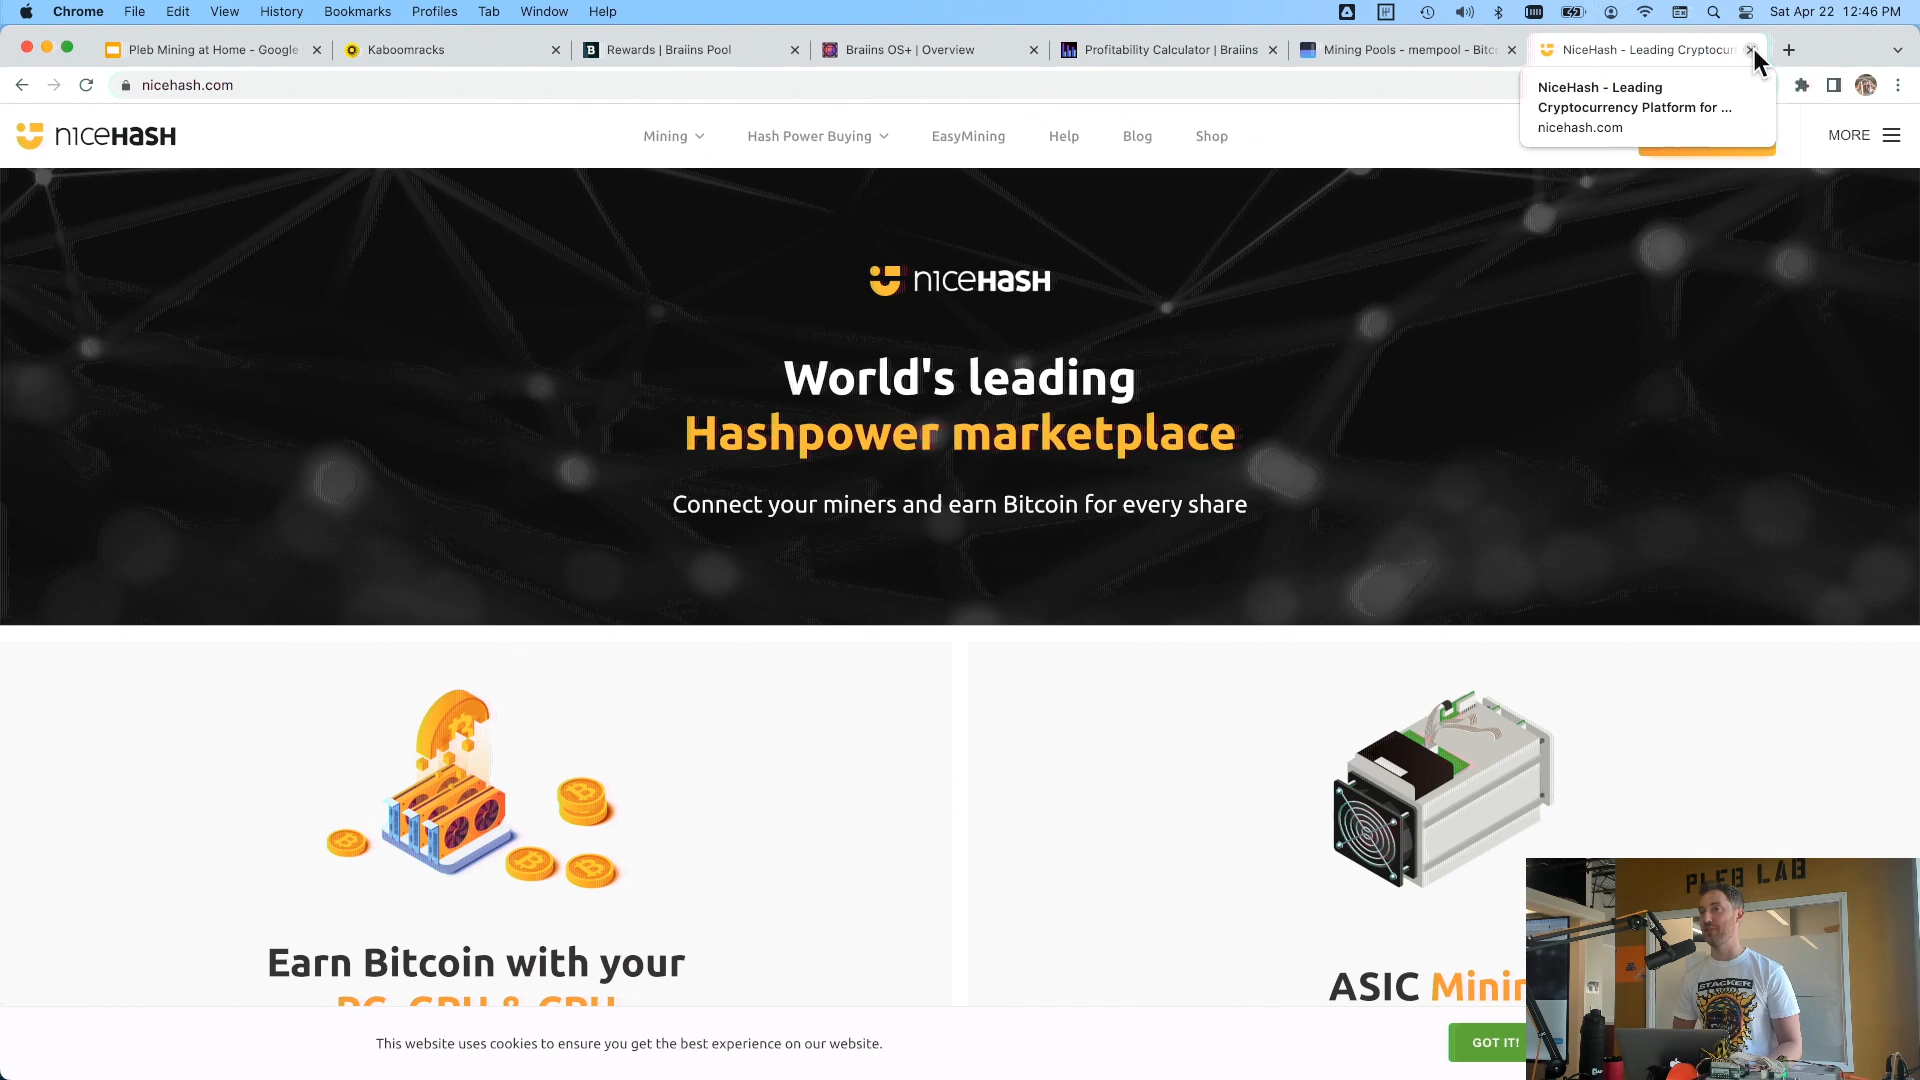 Chrome File Edit View History Bookmarks Profiles Tab Window Help Sat Apr 22 12:46 PM
Pleb Mining at Home - Google Kaboomracks Rewards | Braiins Pool Braiins OS+ | Overview Profitability Calculator | Braiins Mining Pools - mempool - Bitc NiceHash - Leading Cryptocur
nicehash.com
NiceHash - Leading
Cryptocurrency Platform for ...
nicehash.com
niceHASH Mining Hash Power Buying EasyMining Help Blog Shop MORE
niceHASH
World's leading
Hashpower marketplace
Connect your miners and earn Bitcoin for every share
Earn Bitcoin with your
PC, GPU & CPU
ASIC Minin
This website uses cookies to ensure you get the best experience on our website.
GOT IT!
PLEB LAB
STACKER